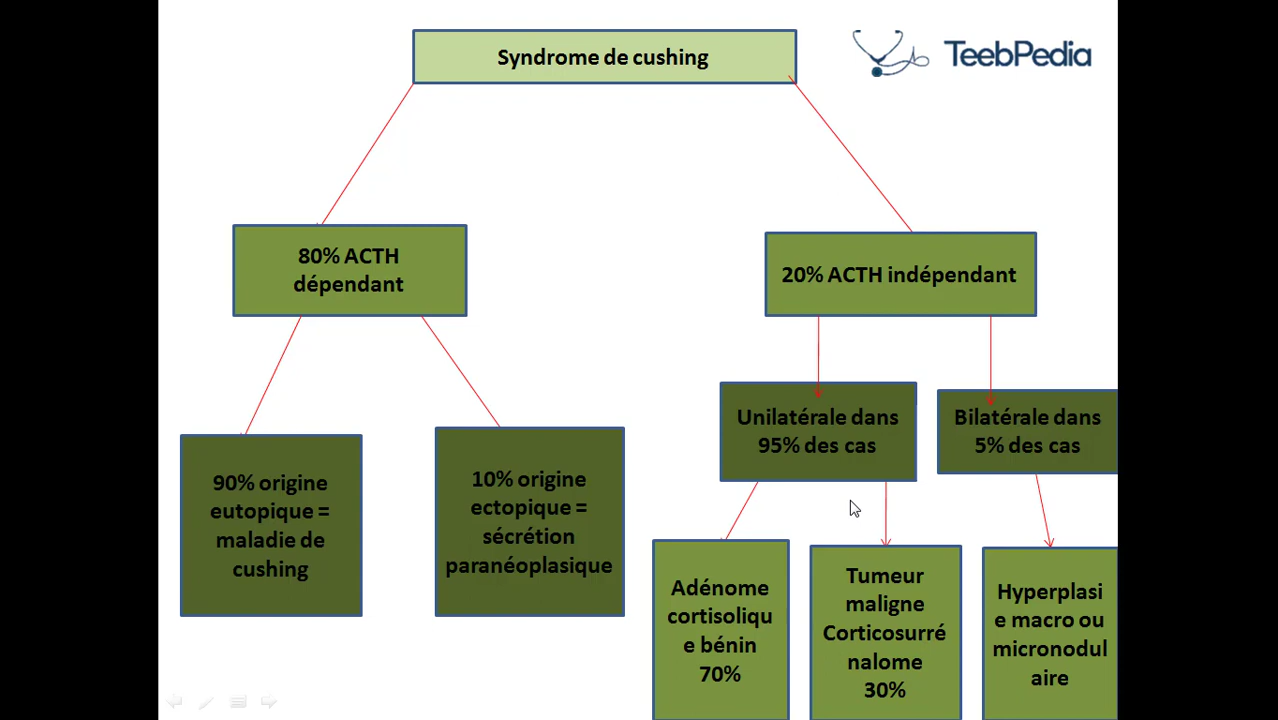 Syndrome de cushing
TeebPedia
80% ACTH
dépendant
20% ACTH indépendant
90% origine
eutopique =
maladie de
cushing
10% origine
ectopique =
sécrétion
paranéoplasique
Unilatérale dans
95% des cas
Bilatérale dans
5% des cas
Adénome
cortisoliqu
e bénin
70%
Tumeur
maligne
Corticosurré
nalome
30%
Hyperplasi
e macro ou
micronodul
aire